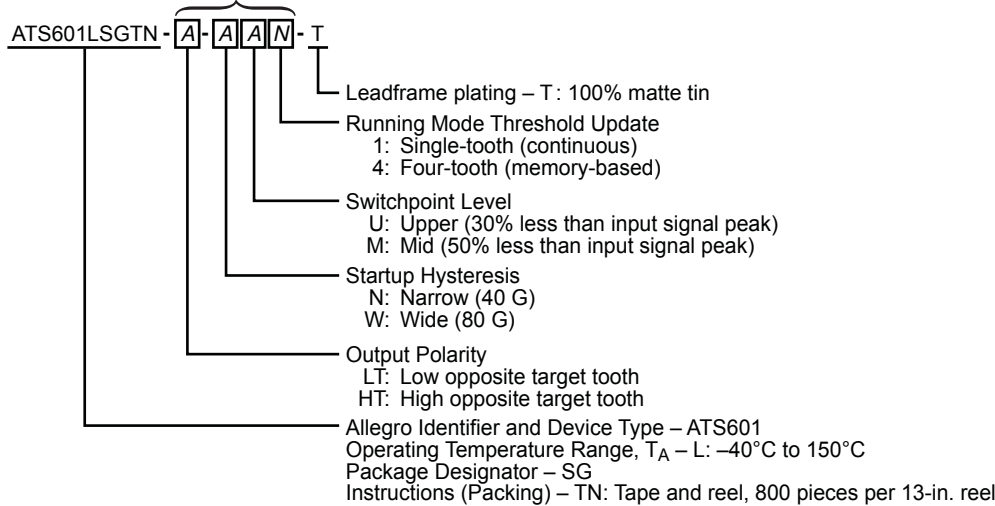 ATS601LSGTN - A - A A N - T
Leadframe plating – T : 100% matte tin
Running Mode Threshold Update
1: Single-tooth (continuous)
4: Four-tooth (memory-based)
Switchpoint Level
U: Upper (30% less than input signal peak)
M: Mid (50% less than input signal peak)
Startup Hysteresis
N: Narrow (40 G)
W: Wide (80 G)
Output Polarity
LT: Low opposite target tooth
HT: High opposite target tooth
Allegro Identifier and Device Type – ATS601
Operating Temperature Range, TA – L: –40°C to 150°C
Package Designator – SG
Instructions (Packing) – TN: Tape and reel, 800 pieces per 13-in. reel